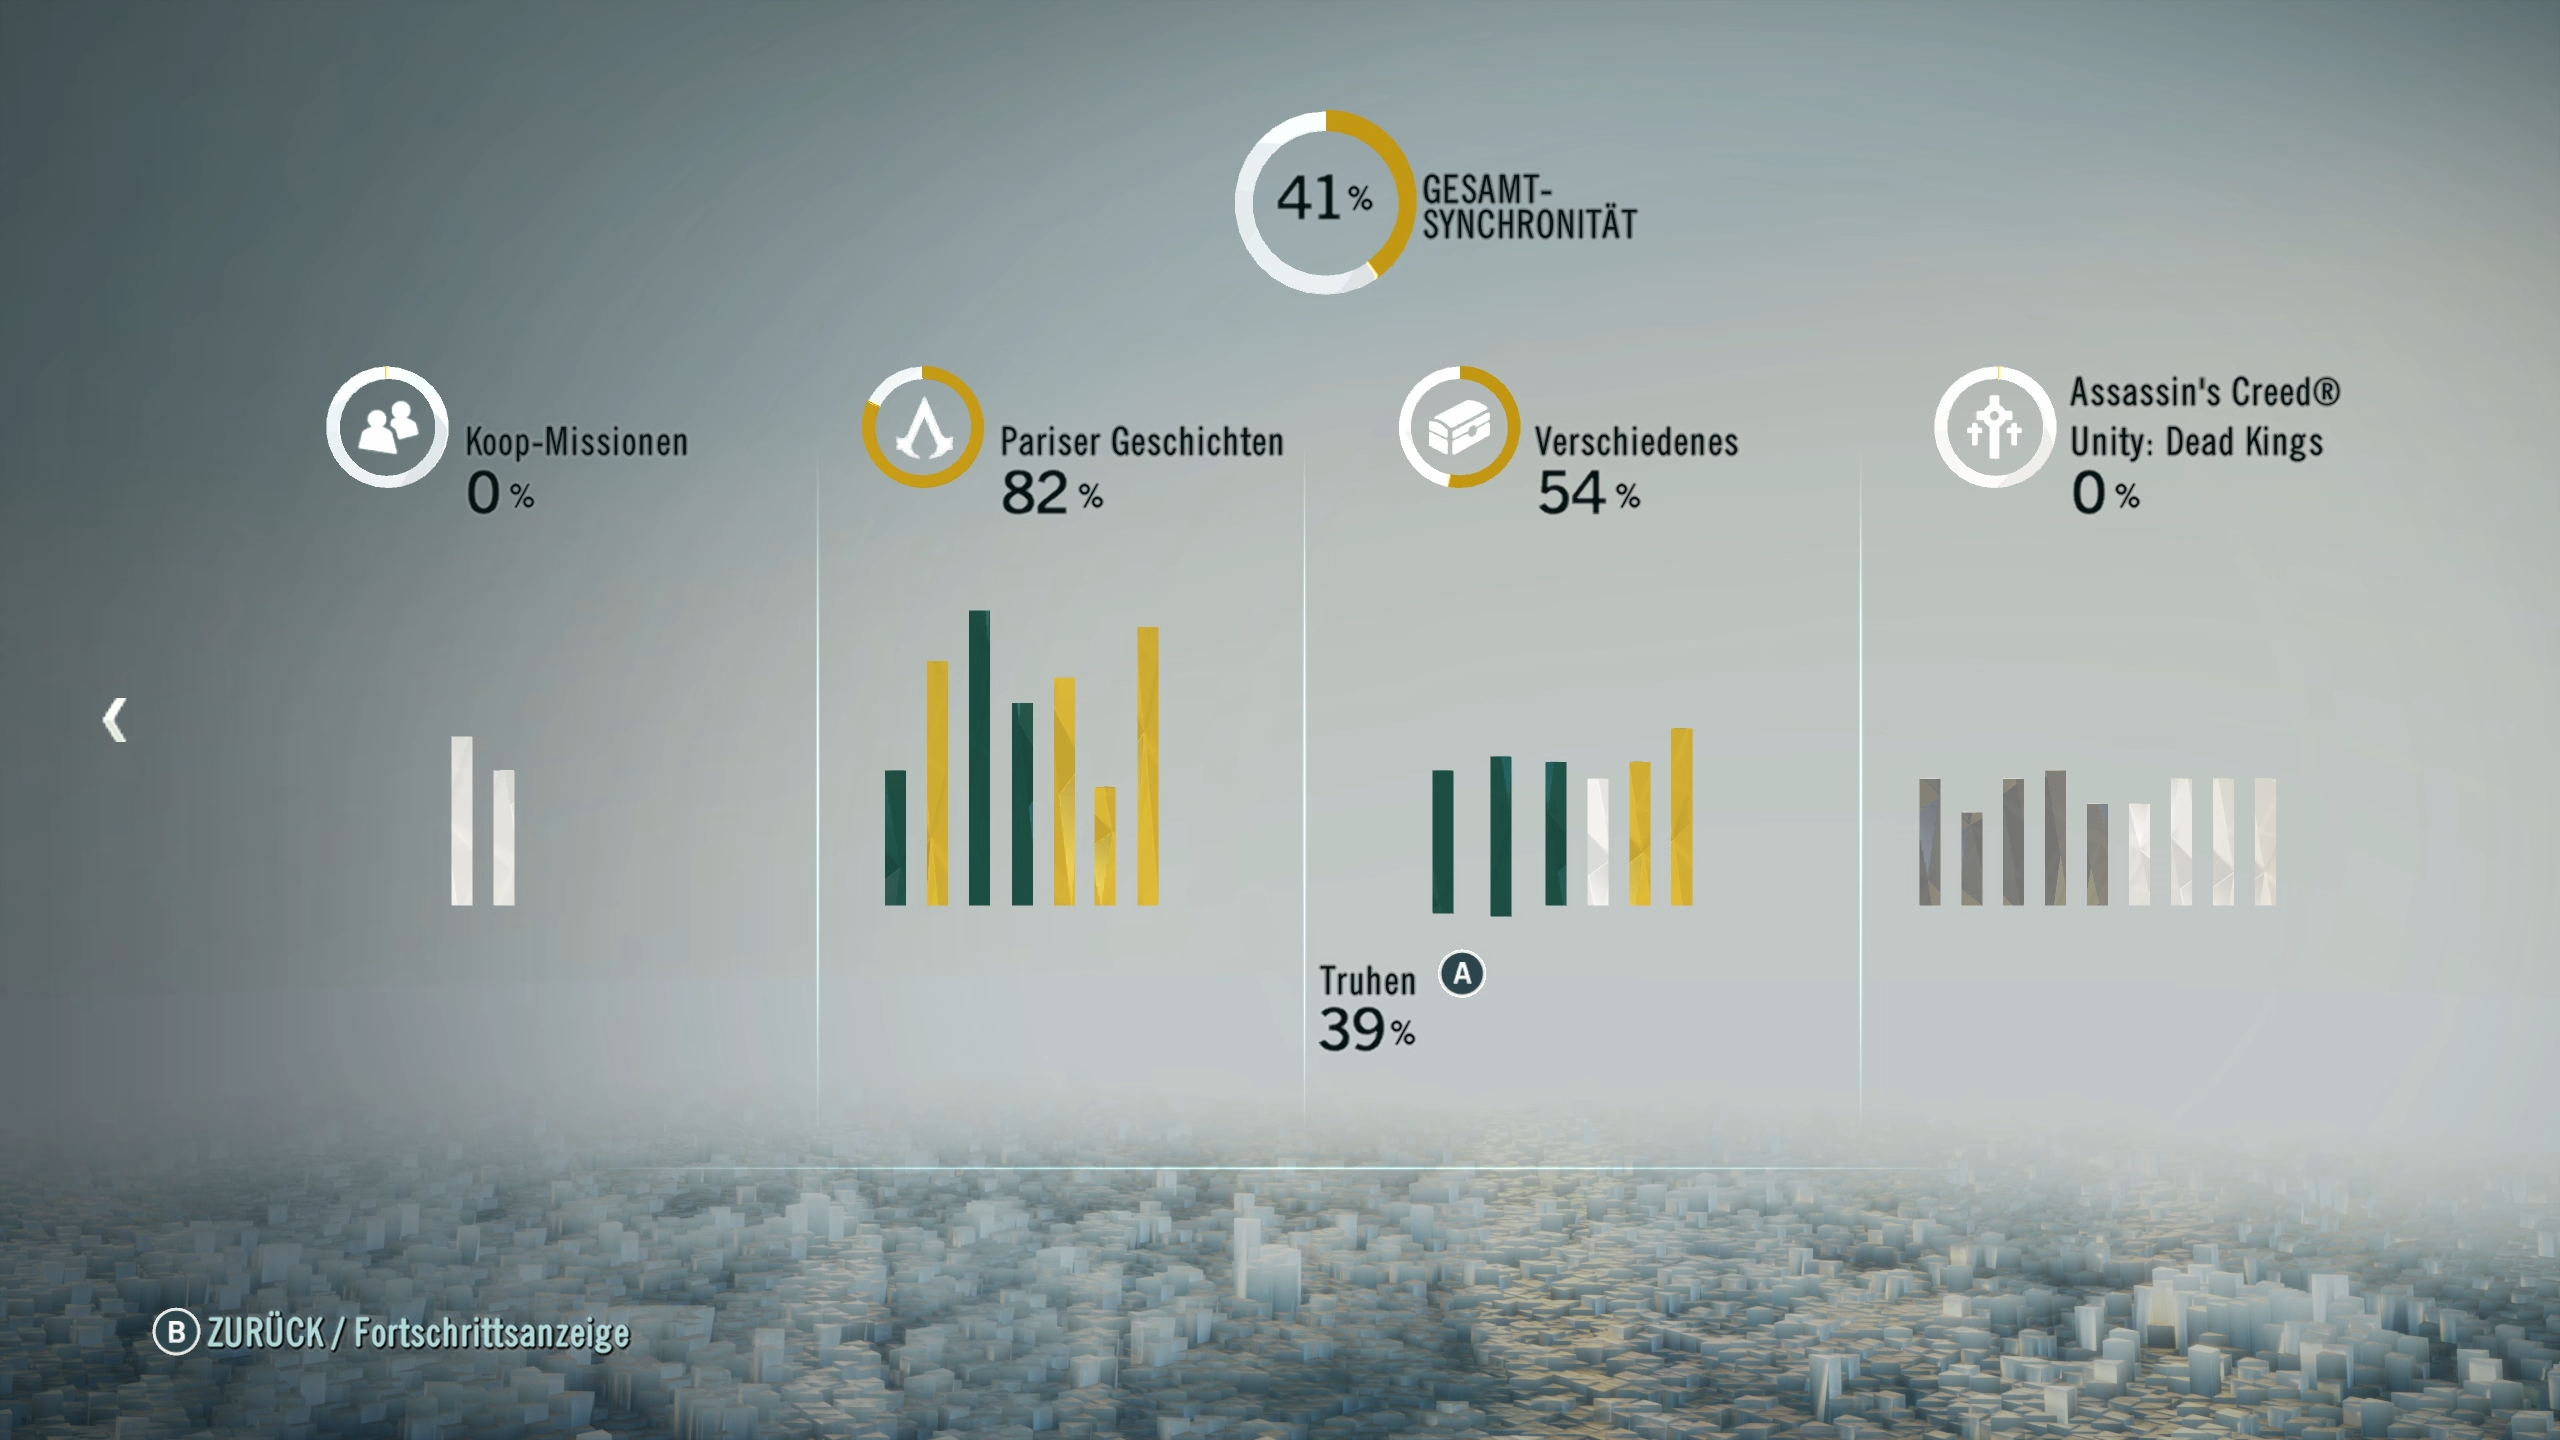 41%
GESAMT-
SYNCHRONITÄT
Koop-Missionen
0 %
Pariser Geschichten
82 %
Verschiedenes
54 %
Assassin's Creed®
Unity: Dead Kings
0 %
Truhen A
39%
B ZURÜCK / Fortschrittsanzeige